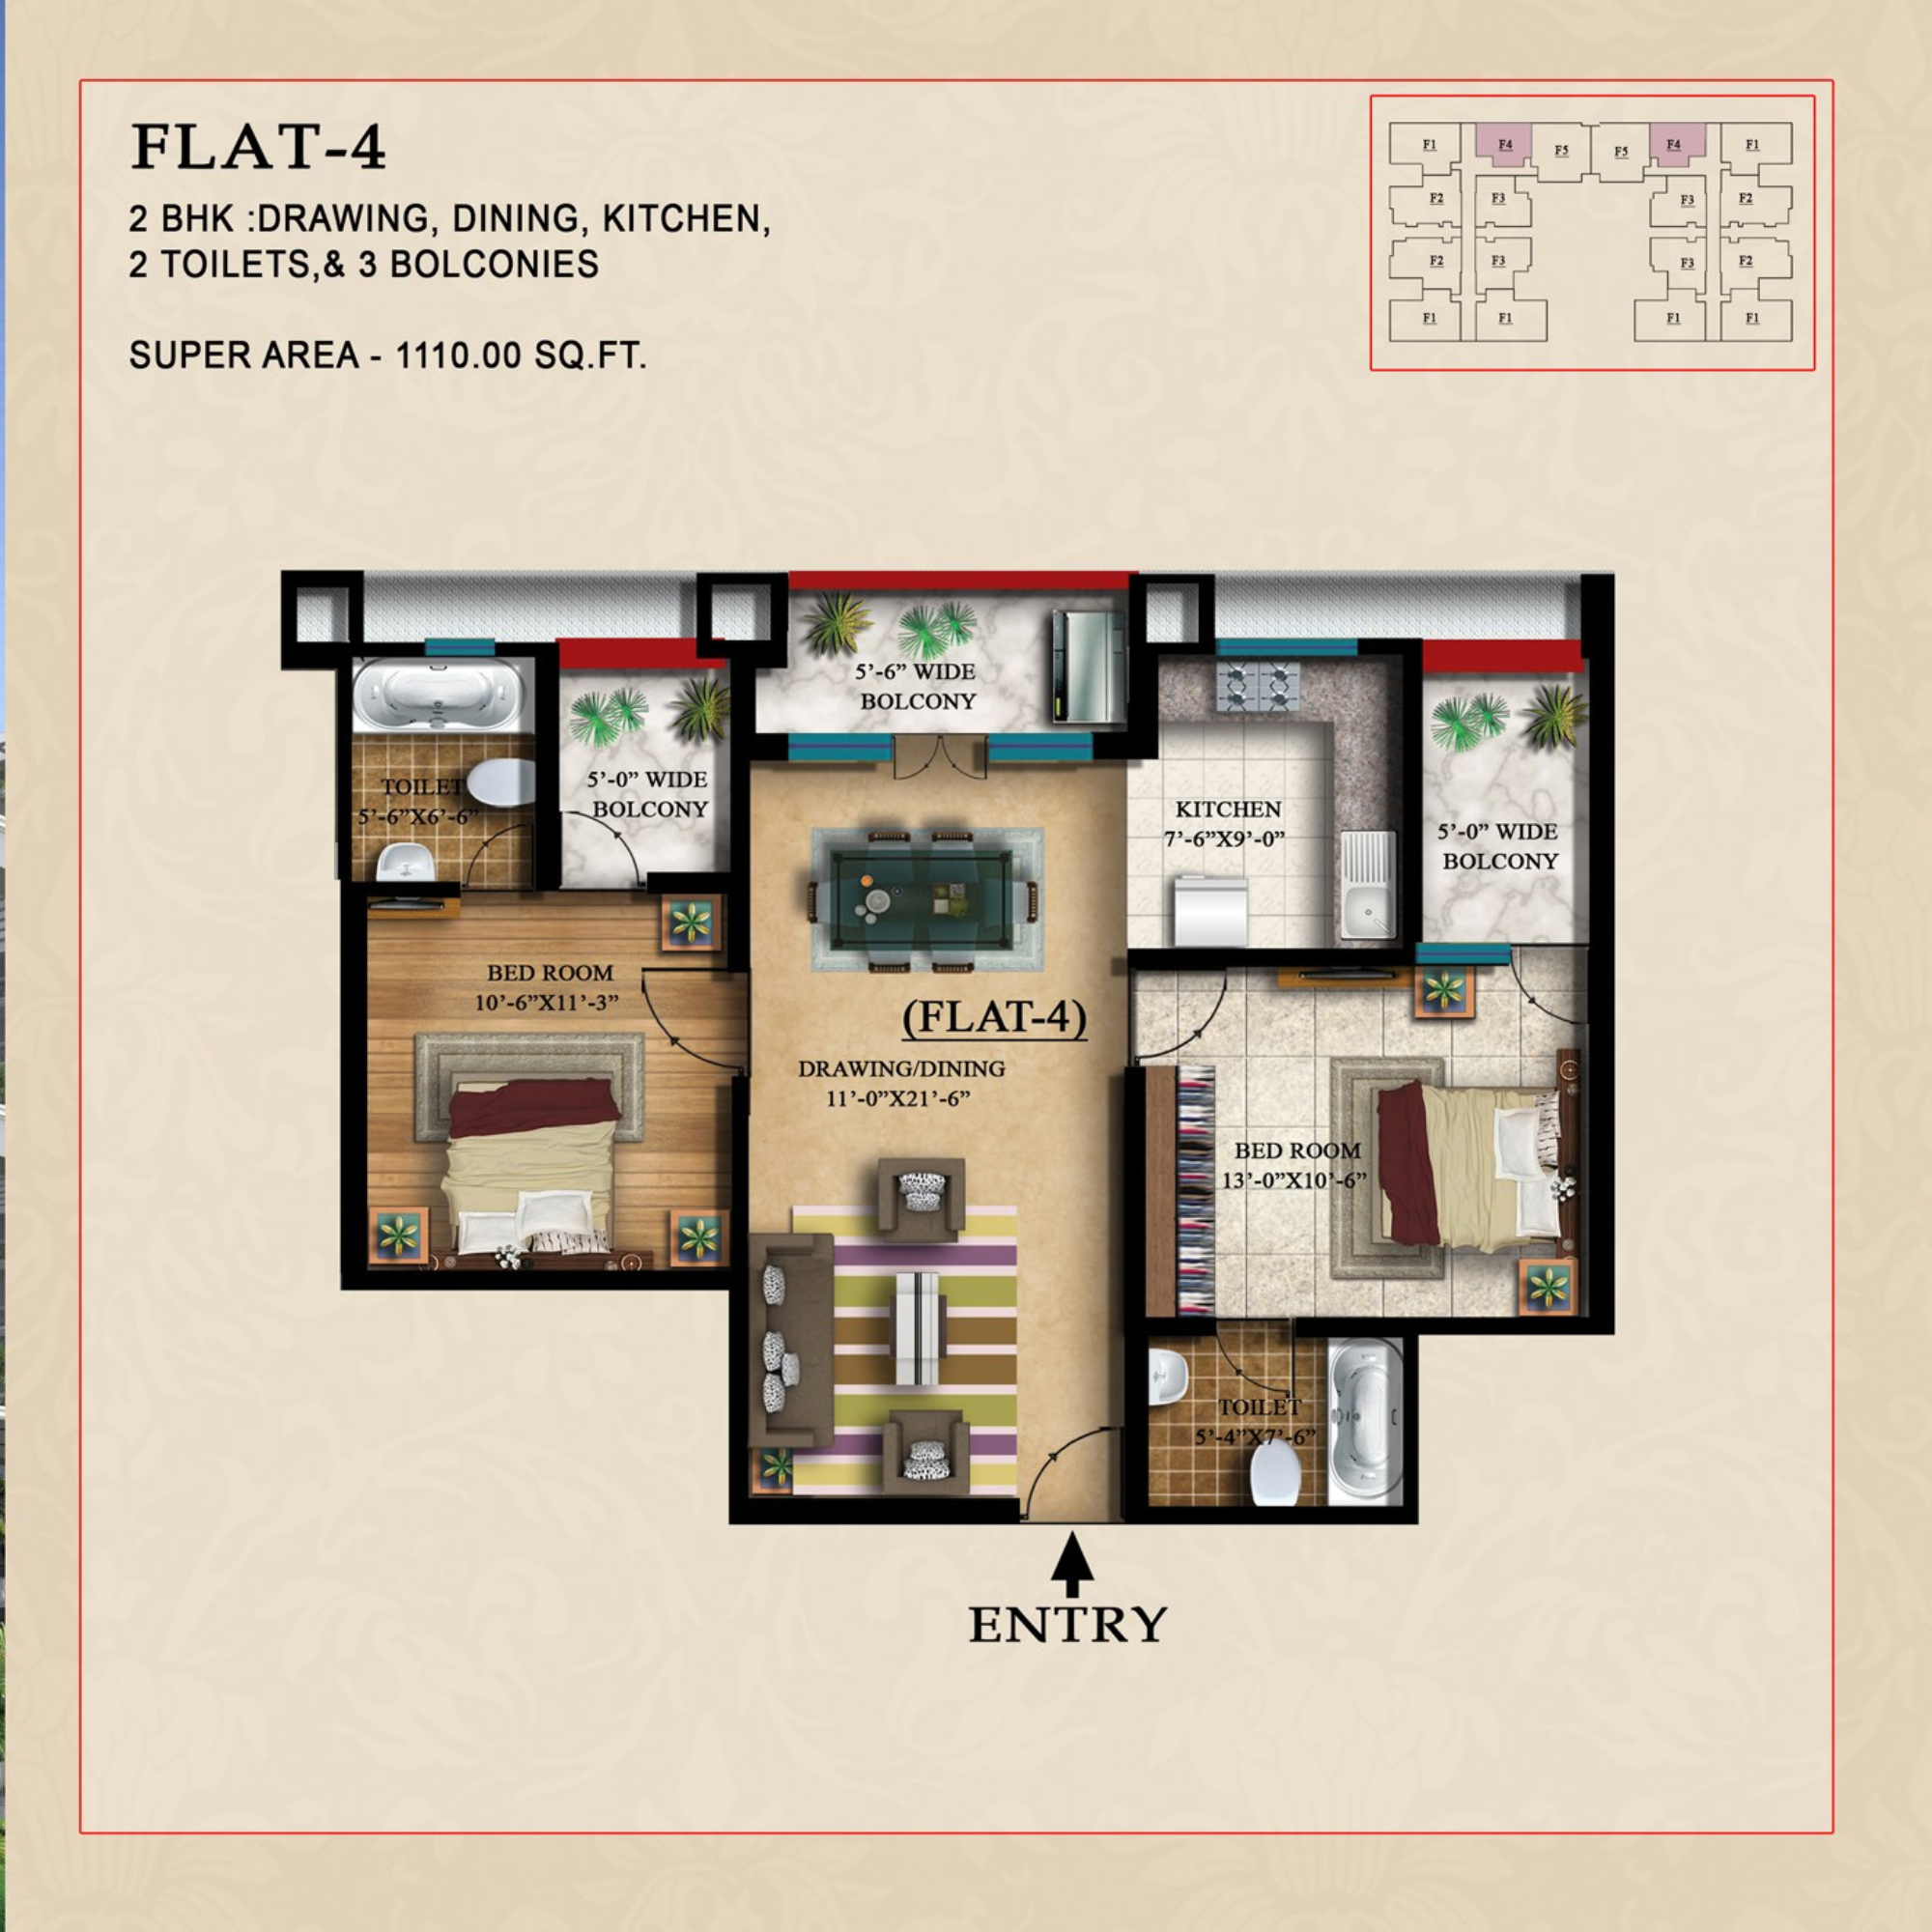 FLAT-4
2 BHK :DRAWING, DINING, KITCHEN,
2 TOILETS,& 3 BOLCONIES
SUPER AREA - 1110.00 SQ.FT.
F1 F4 F5 F5 F4 F1
F2 F3 F3 F2
F2 F3 F3 F2
F1 F1 F1 F1
5'-6" WIDE
BOLCONY
TOILET
5'-6"X6'-6"
5'-0" WIDE
BOLCONY
KITCHEN
7'-6"X9'-0"
5'-0" WIDE
BOLCONY
BED ROOM
10'-6"X11'-3"
(FLAT-4)
DRAWING/DINING
11'-0"X21'-6"
BED ROOM
13'-0"X10'-6"
TOILET
5'-4"X7'-6"
ENTRY